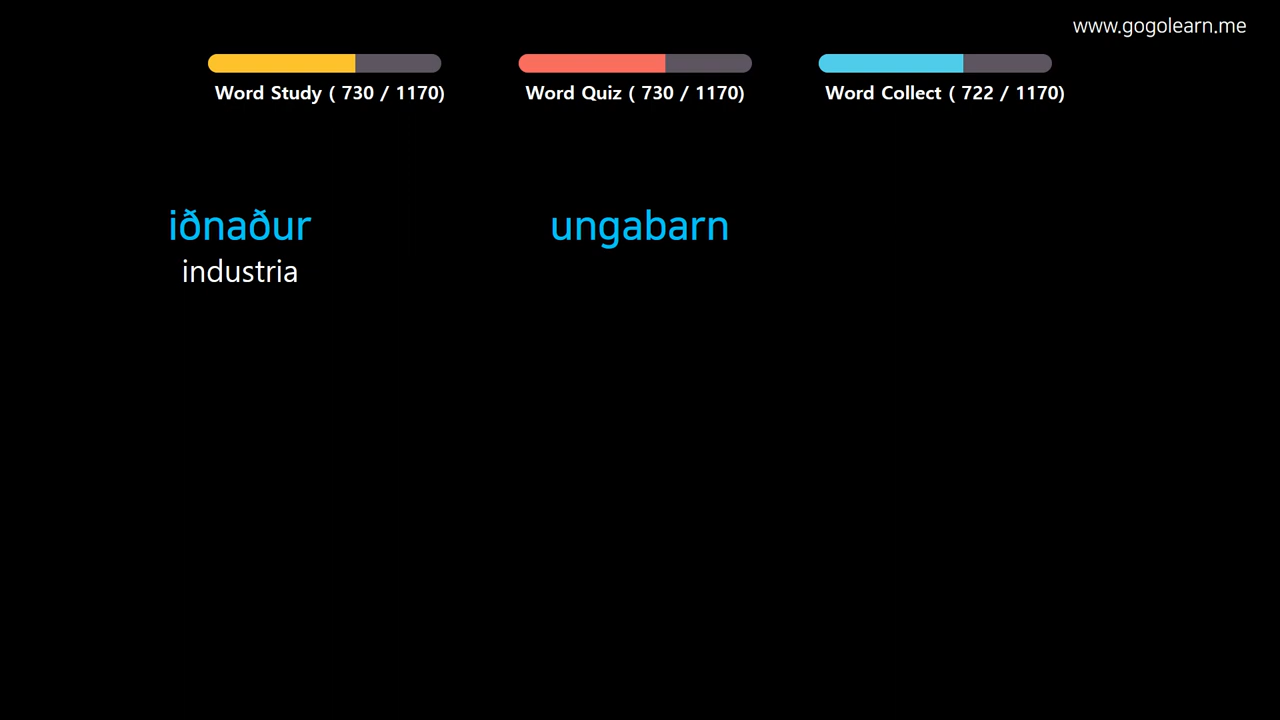 www.gogolearn.me
Word Study ( 730 / 1170)
Word Quiz ( 730 / 1170)
Word Collect ( 722 / 1170)
iðnaður
industria
ungabarn